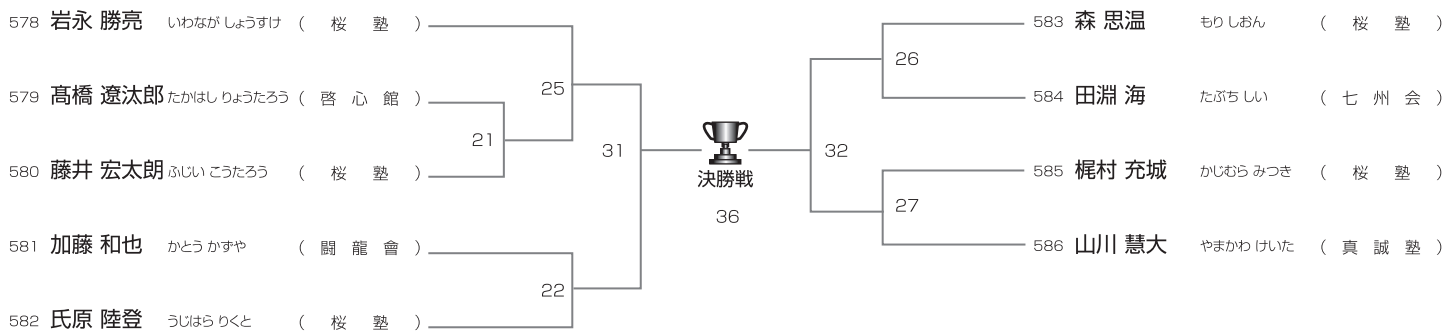 578 岩永 勝亮 いわなが しょうすけ ( 桜 塾 )
579 髙橋 遼汰郎 たかはし りょうたろう ( 啓 心 館 )
580 藤井 宏太朗 ふじい こうたろう ( 桜 塾 )
581 加藤 和也 かとう かずや ( 闘 龍 會 )
582 氏原 陸登 うじはら りくと ( 桜 塾 )
25
21
31
22
決勝戦
36
26
32
27
583 森 思温 もり しおん ( 桜 塾 )
584 田淵 海 たぶち しい ( 七 州 会 )
585 梶村 充城 かじむら みつき ( 桜 塾 )
586 山川 慧大 やまかわ けいた ( 真 誠 塾 )